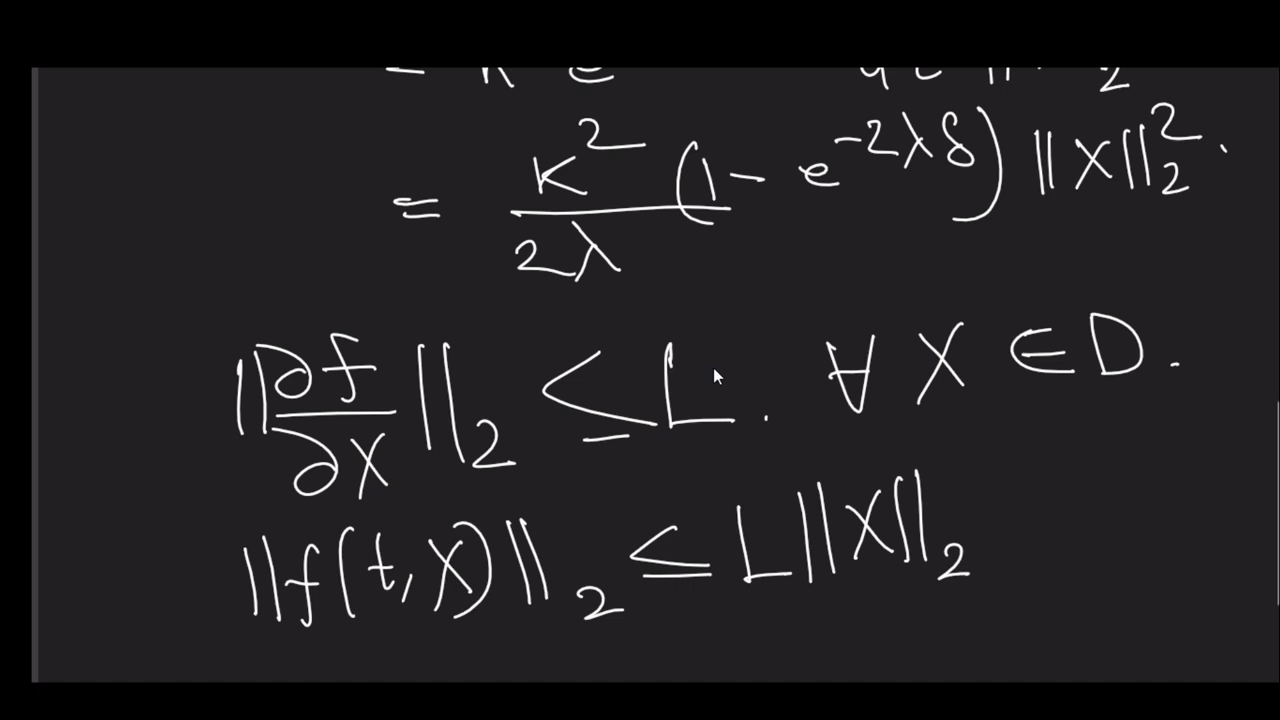 = K²/2λ (1 - e^{-2λδ}) ||X||₂².
||∂f/∂X||₂ ≤ L. ∀ X ∈ D.
||f(t,X)||₂ ≤ L||X||₂